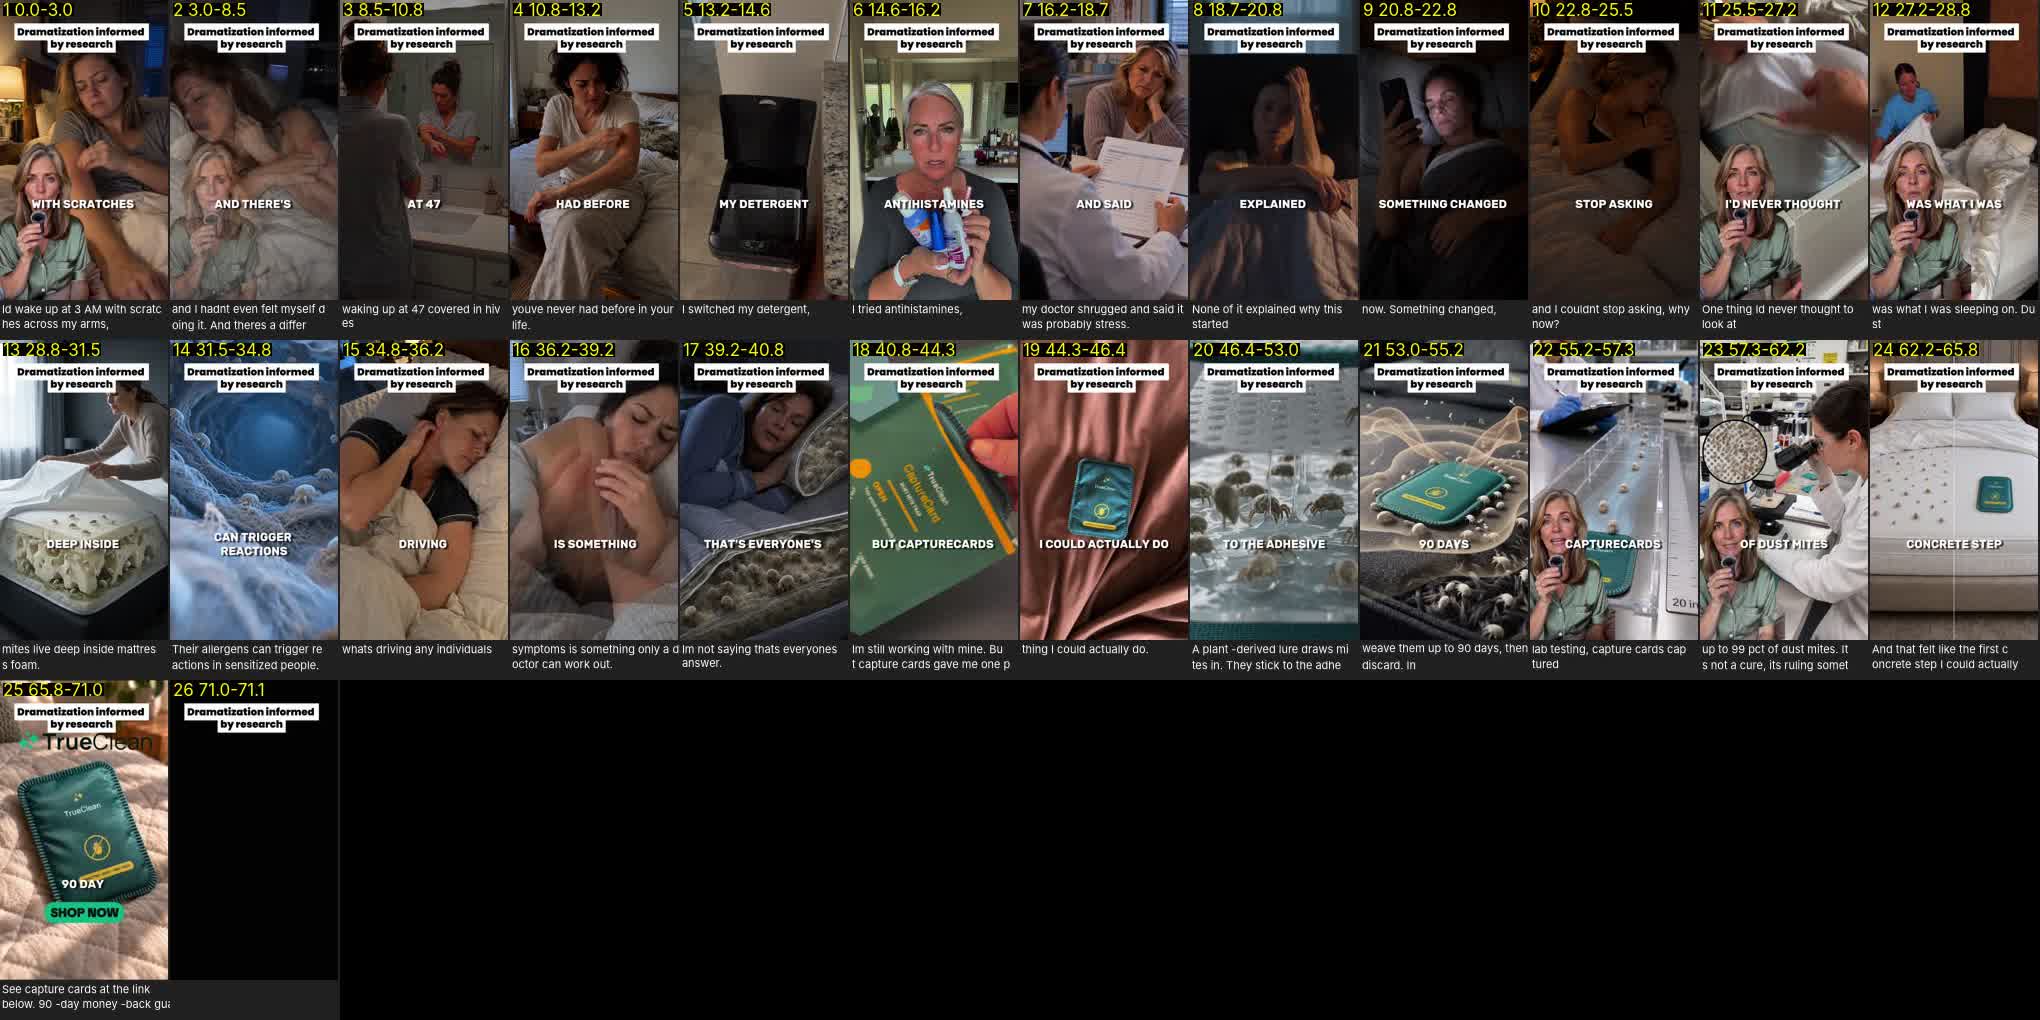 1 0.0-3.0
Dramatization informed
by research
WITH SCRATCHES
Id wake up at 3 AM with scratc
hes across my arms,
2 3.0-8.5
Dramatization informed
by research
AND THERE'S
and I hadnt even felt myself d
oing it. And theres a differ
3 8.5-10.8
Dramatization informed
by research
AT 47
waking up at 47 covered in hiv
es
4 10.8-13.2
Dramatization informed
by research
HAD BEFORE
youve never had before in your
life.
5 13.2-14.6
Dramatization informed
by research
MY DETERGENT
I switched my detergent,
6 14.6-16.2
Dramatization informed
by research
ANTIHISTAMINES
I tried antihistamines,
7 16.2-18.7
Dramatization informed
by research
AND SAID
my doctor shrugged and said it
was probably stress.
8 18.7-20.8
Dramatization informed
by research
EXPLAINED
None of it explained why this
started
9 20.8-22.8
Dramatization informed
by research
SOMETHING CHANGED
now. Something changed,
10 22.8-25.5
Dramatization informed
by research
STOP ASKING
and I couldnt stop asking, why
now?
11 25.5-27.2
Dramatization informed
by research
I'D NEVER THOUGHT
One thing Id never thought to
look at
12 27.2-28.8
Dramatization informed
by research
WAS WHAT I WAS
was what I was sleeping on. Du
st
13 28.8-31.5
Dramatization informed
by research
DEEP INSIDE
mites live deep inside mattres
s foam.
14 31.5-34.8
Dramatization informed
by research
CAN TRIGGER
REACTIONS
Their allergens can trigger re
actions in sensitized people.
15 34.8-36.2
Dramatization informed
by research
DRIVING
whats driving any individuals
16 36.2-39.2
Dramatization informed
by research
IS SOMETHING
symptoms is something only a d
octor can work out.
17 39.2-40.8
Dramatization informed
by research
THAT'S EVERYONE'S
Im not saying thats everyones
answer.
18 40.8-44.3
Dramatization informed
by research
TrueClean
CaptureCard
OPEN
BUT CAPTURECARDS
Im still working with mine. Bu
t capture cards gave me one p
19 44.3-46.4
Dramatization informed
by research
TrueClean
I COULD ACTUALLY DO
thing I could actually do.
20 46.4-53.0
Dramatization informed
by research
TO THE ADHESIVE
A plant -derived lure draws mi
tes in. They stick to the adhe
21 53.0-55.2
Dramatization informed
by research
90 DAYS
weave them up to 90 days, then
discard. In
22 55.2-57.3
Dramatization informed
by research
CAPTURECARDS
20 in
lab testing, capture cards cap
tured
23 57.3-62.2
Dramatization informed
by research
OF DUST MITES
up to 99 pct of dust mites. It
s not a cure, its ruling somet
24 62.2-65.8
Dramatization informed
by research
CONCRETE STEP
And that felt like the first c
oncrete step I could actually
25 65.8-71.0
Dramatization informed
by research
TrueClean
TrueClean
90 DAY
SHOP NOW
See capture cards at the link
below. 90 -day money -back gua
26 71.0-71.1
Dramatization informed
by research